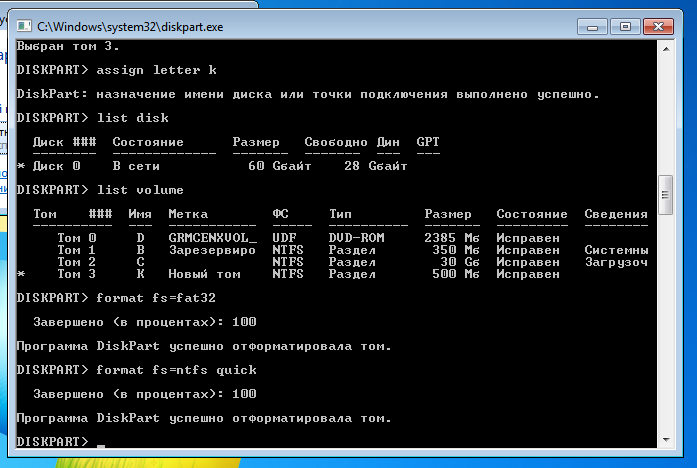 C:\Windows\system32\diskpart.exe
Выбран том 3.
DISKPART> assign letter k
DiskPart: назначение имени диска или точки подключения выполнено успешно.
DISKPART> list disk
Диск ### Состояние Размер Свободно Дин GPT
-------- ------------- ------- ------- --- ---
* Диск 0 В сети 60 Gбайт 28 Gбайт
DISKPART> list volume
Том ### Имя Метка ФС Тип Размер Состояние Сведения
---------- --- ----------- ----- ---------- ------- --------- --------
Том 0 D GRMCENXVOL_ UDF DVD-ROM 2385 Mб Исправен
Том 1 B Зарезервиро NTFS Раздел 350 Mб Исправен Системны
Том 2 C NTFS Раздел 30 Gб Исправен Загрузоч
* Том 3 K Новый том NTFS Раздел 500 Mб Исправен
DISKPART> format fs=fat32
Завершено (в процентах): 100
Программа DiskPart успешно отформатировала том.
DISKPART> format fs=ntfs quick
Завершено (в процентах): 100
Программа DiskPart успешно отформатировала том.
DISKPART> _